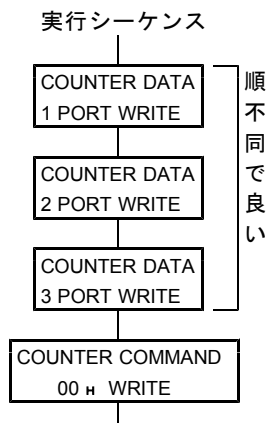 実行シーケンス
COUNTER DATA
1 PORT WRITE
COUNTER DATA
2 PORT WRITE
COUNTER DATA
3 PORT WRITE
順不同で良い
COUNTER COMMAND
00 H WRITE